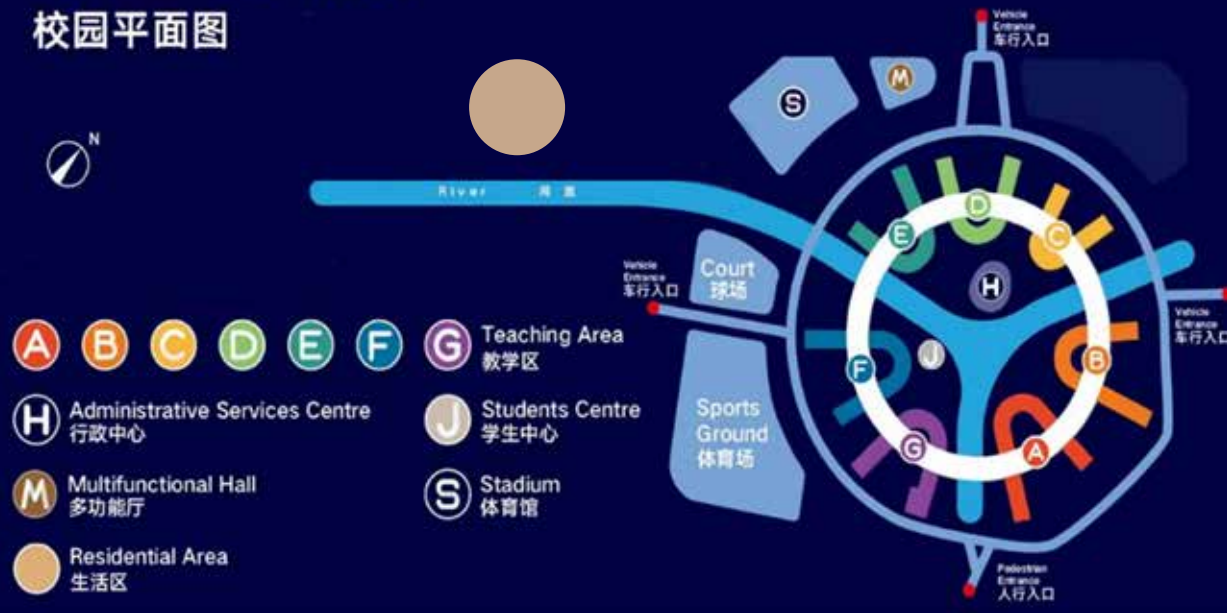 校园平面图
Vehicle
Entrance
车行入口
S
M
N
River 河流
D
E
C
H
Vehicle
Entrance
车行入口
Court
球场
Vehicle
Entrance
车行入口
A B C D E F G
Teaching Area
教学区
J
F
B
H
Administrative Services Centre
行政中心
J
Students Centre
学生中心
Sports
Ground
体育场
G
A
M
Multifunctional Hall
多功能厅
S
Stadium
体育馆
Residential Area
生活区
Pedestrian
Entrance
人行入口